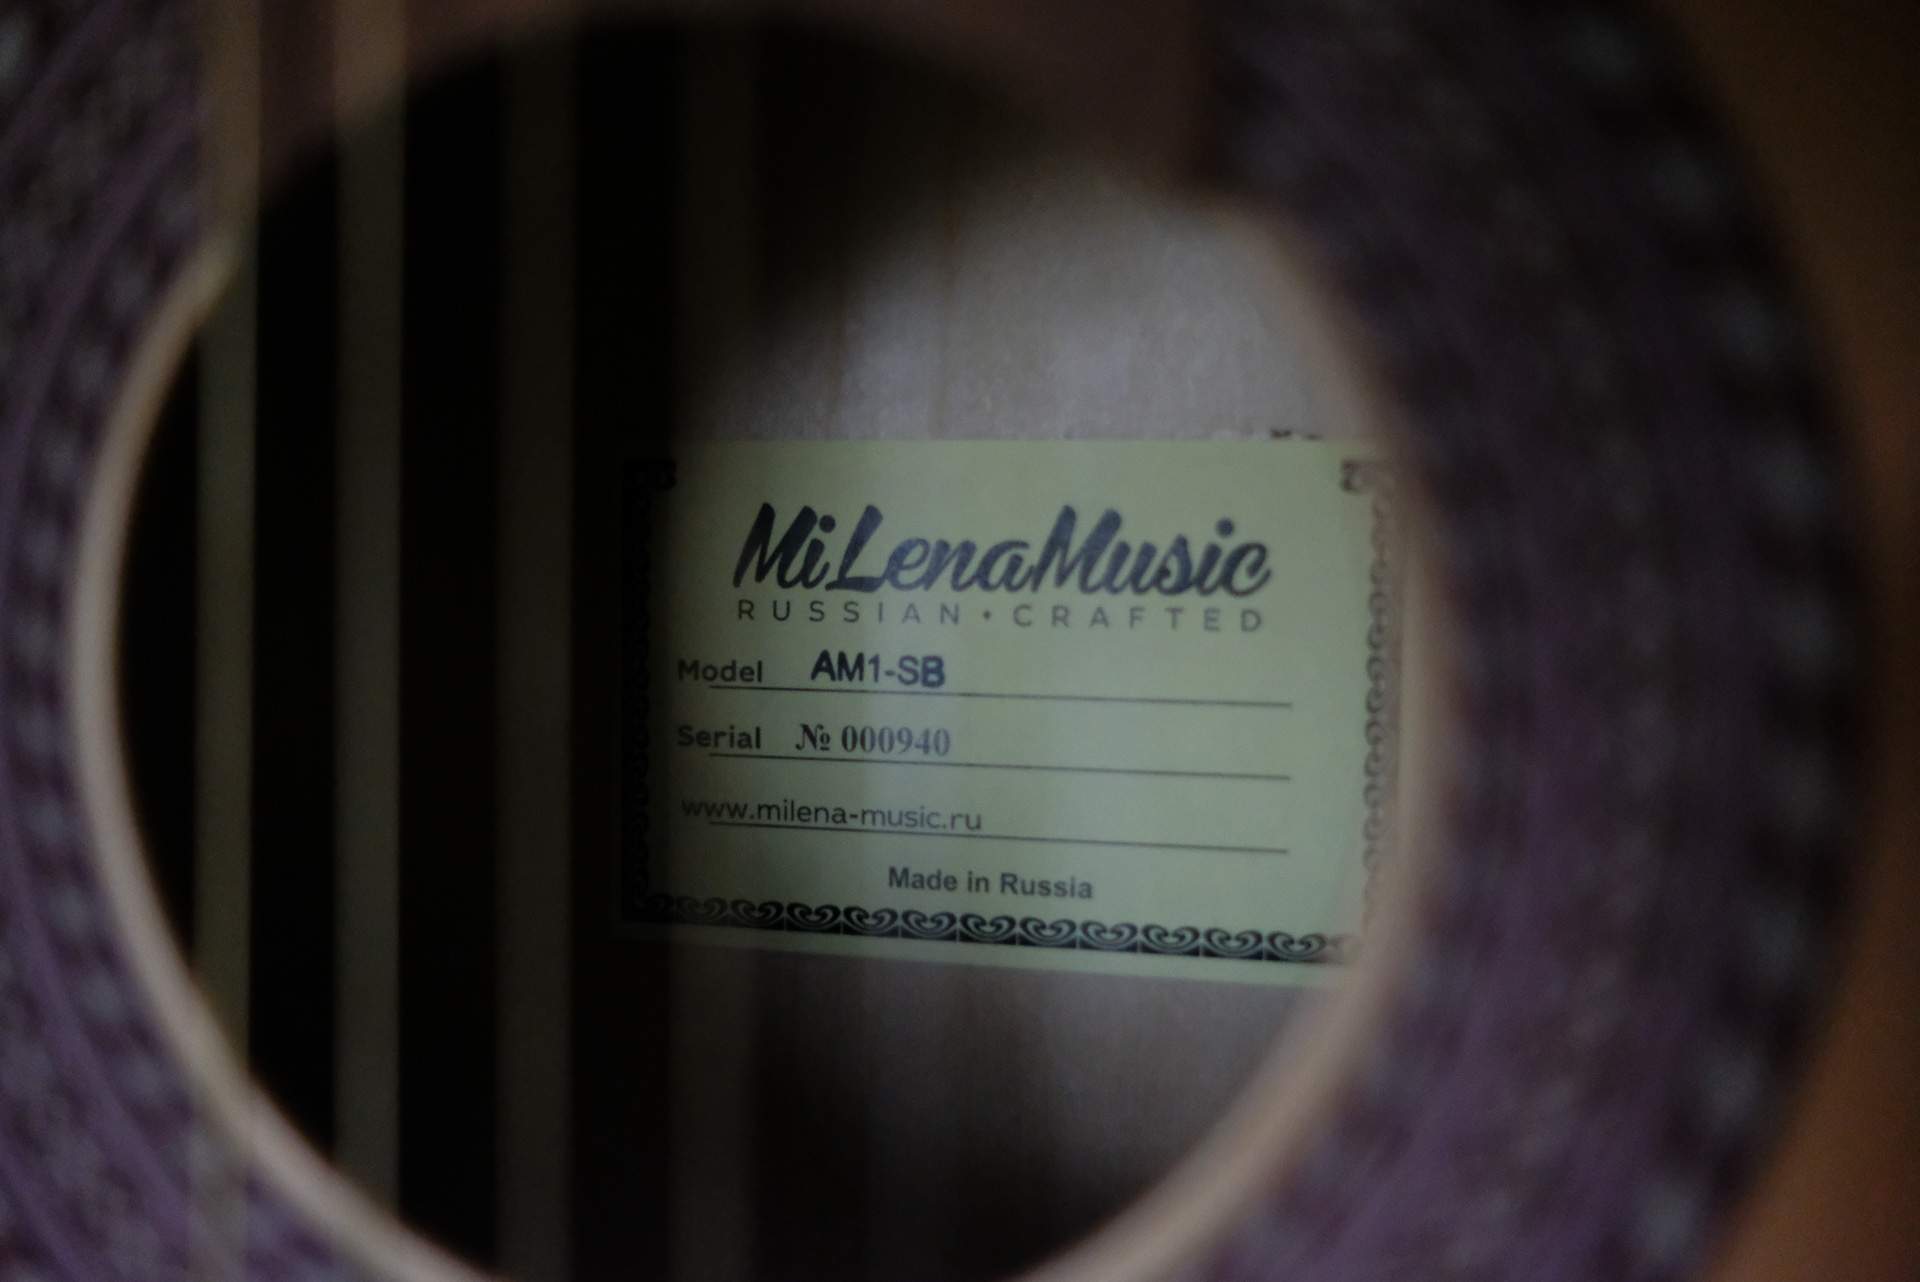 MiLenaMusic
RUSSIAN • CRAFTED
Model AM1-SB
Serial № 000940
www.milena-music.ru
Made in Russia